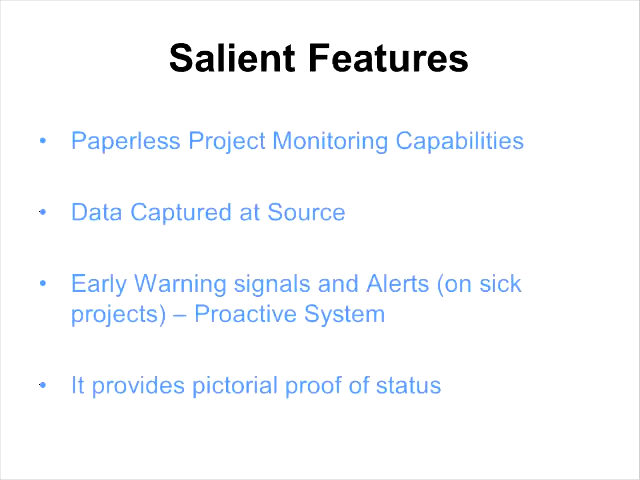 Salient Features
• Paperless Project Monitoring Capabilities
• Data Captured at Source
• Early Warning signals and Alerts (on sick
projects) – Proactive System
• It provides pictorial proof of status